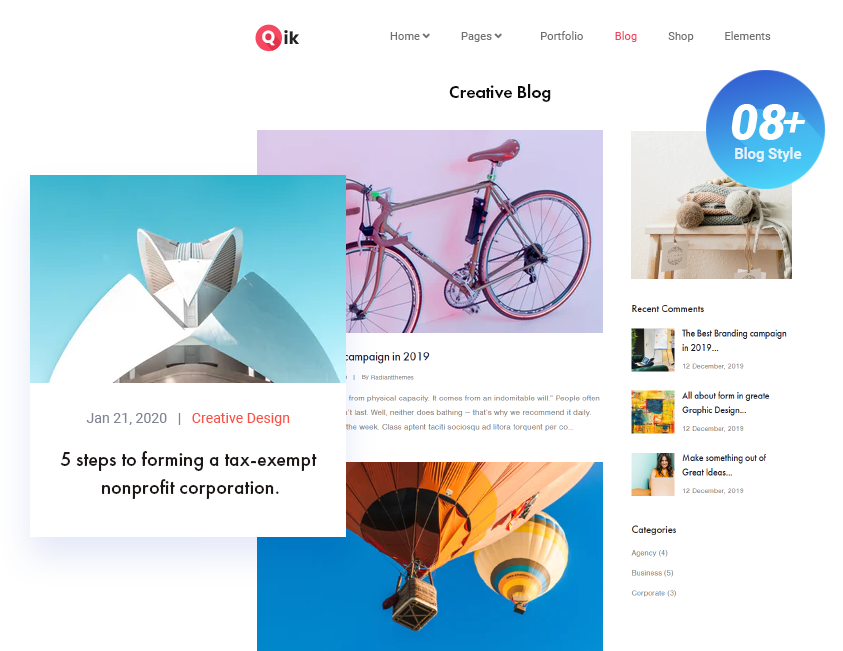 Qik
Home Pages Portfolio Blog Shop Elements
Creative Blog
08+
Blog Style
Jan 21, 2020 | Creative Design
5 steps to forming a tax-exempt
nonprofit corporation.
campaign in 2019
| By Radiantthemes
from physical capacity. It comes from an indomitable will.” People often
't last. Well, neither does bathing – that's why we recommend it daily.
the week. Class aptent taciti sociosqu ad litora torquent per co...
Recent Comments
The Best Branding campaign
in 2019...
12 December, 2019
All about form in greate
Graphic Design...
12 December, 2019
Make something out of
Great Ideas...
12 December, 2019
Categories
Agency (4)
Business (5)
Corporate (3)